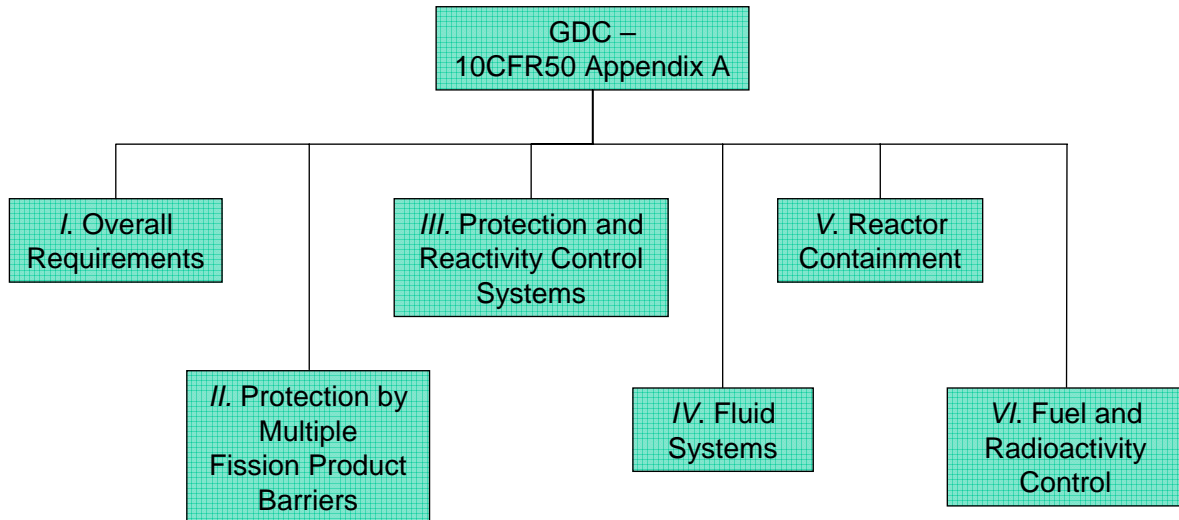 GDC –
10CFR50 Appendix A
I. Overall
Requirements
II. Protection by
Multiple
Fission Product
Barriers
III. Protection and
Reactivity Control
Systems
IV. Fluid
Systems
V. Reactor
Containment
VI. Fuel and
Radioactivity
Control